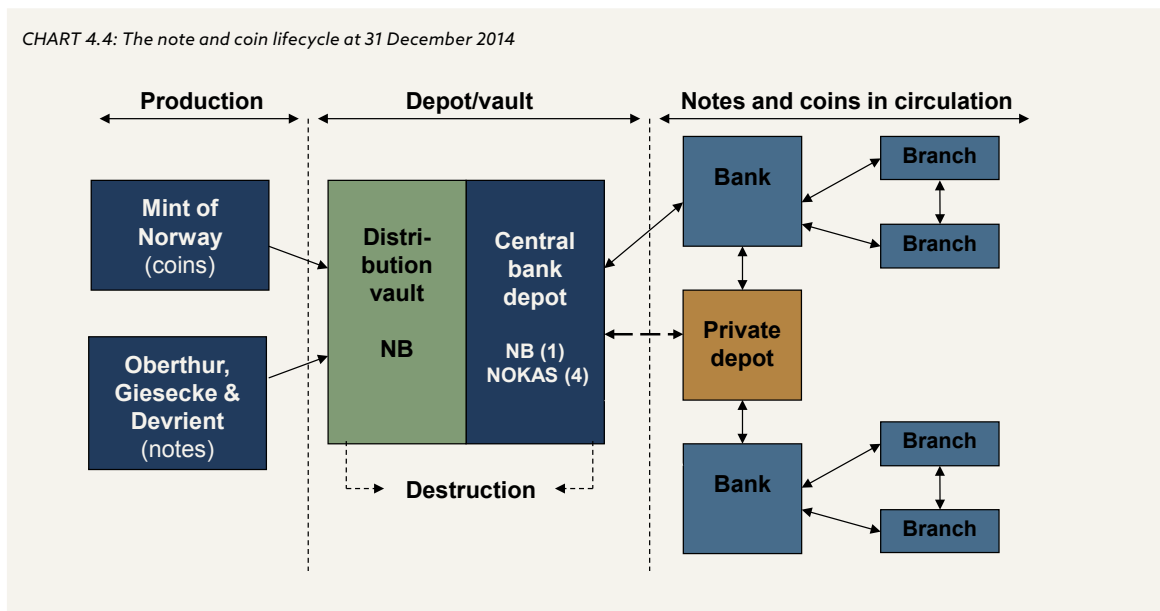 CHART 4.4: The note and coin lifecycle at 31 December 2014
Production
Depot/vault
Notes and coins in circulation
Mint of
Norway
(coins)
Oberthur,
Giesecke &
Devrient
(notes)
Distri-
bution
vault
NB
Central
bank
depot
NB (1)
NOKAS (4)
Destruction
Bank
Branch
Branch
Private
depot
Bank
Branch
Branch